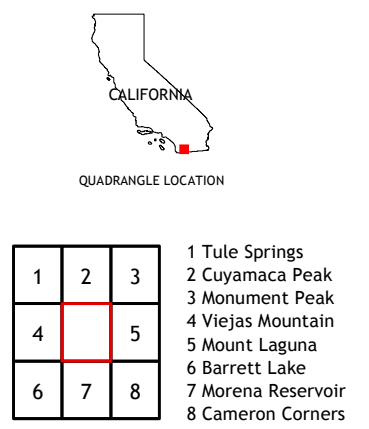 CALIFORNIA
QUADRANGLE LOCATION
1 2 3
4 5
6 7 8
1 Tule Springs
2 Cuyamaca Peak
3 Monument Peak
4 Viejas Mountain
5 Mount Laguna
6 Barrett Lake
7 Morena Reservoir
8 Cameron Corners